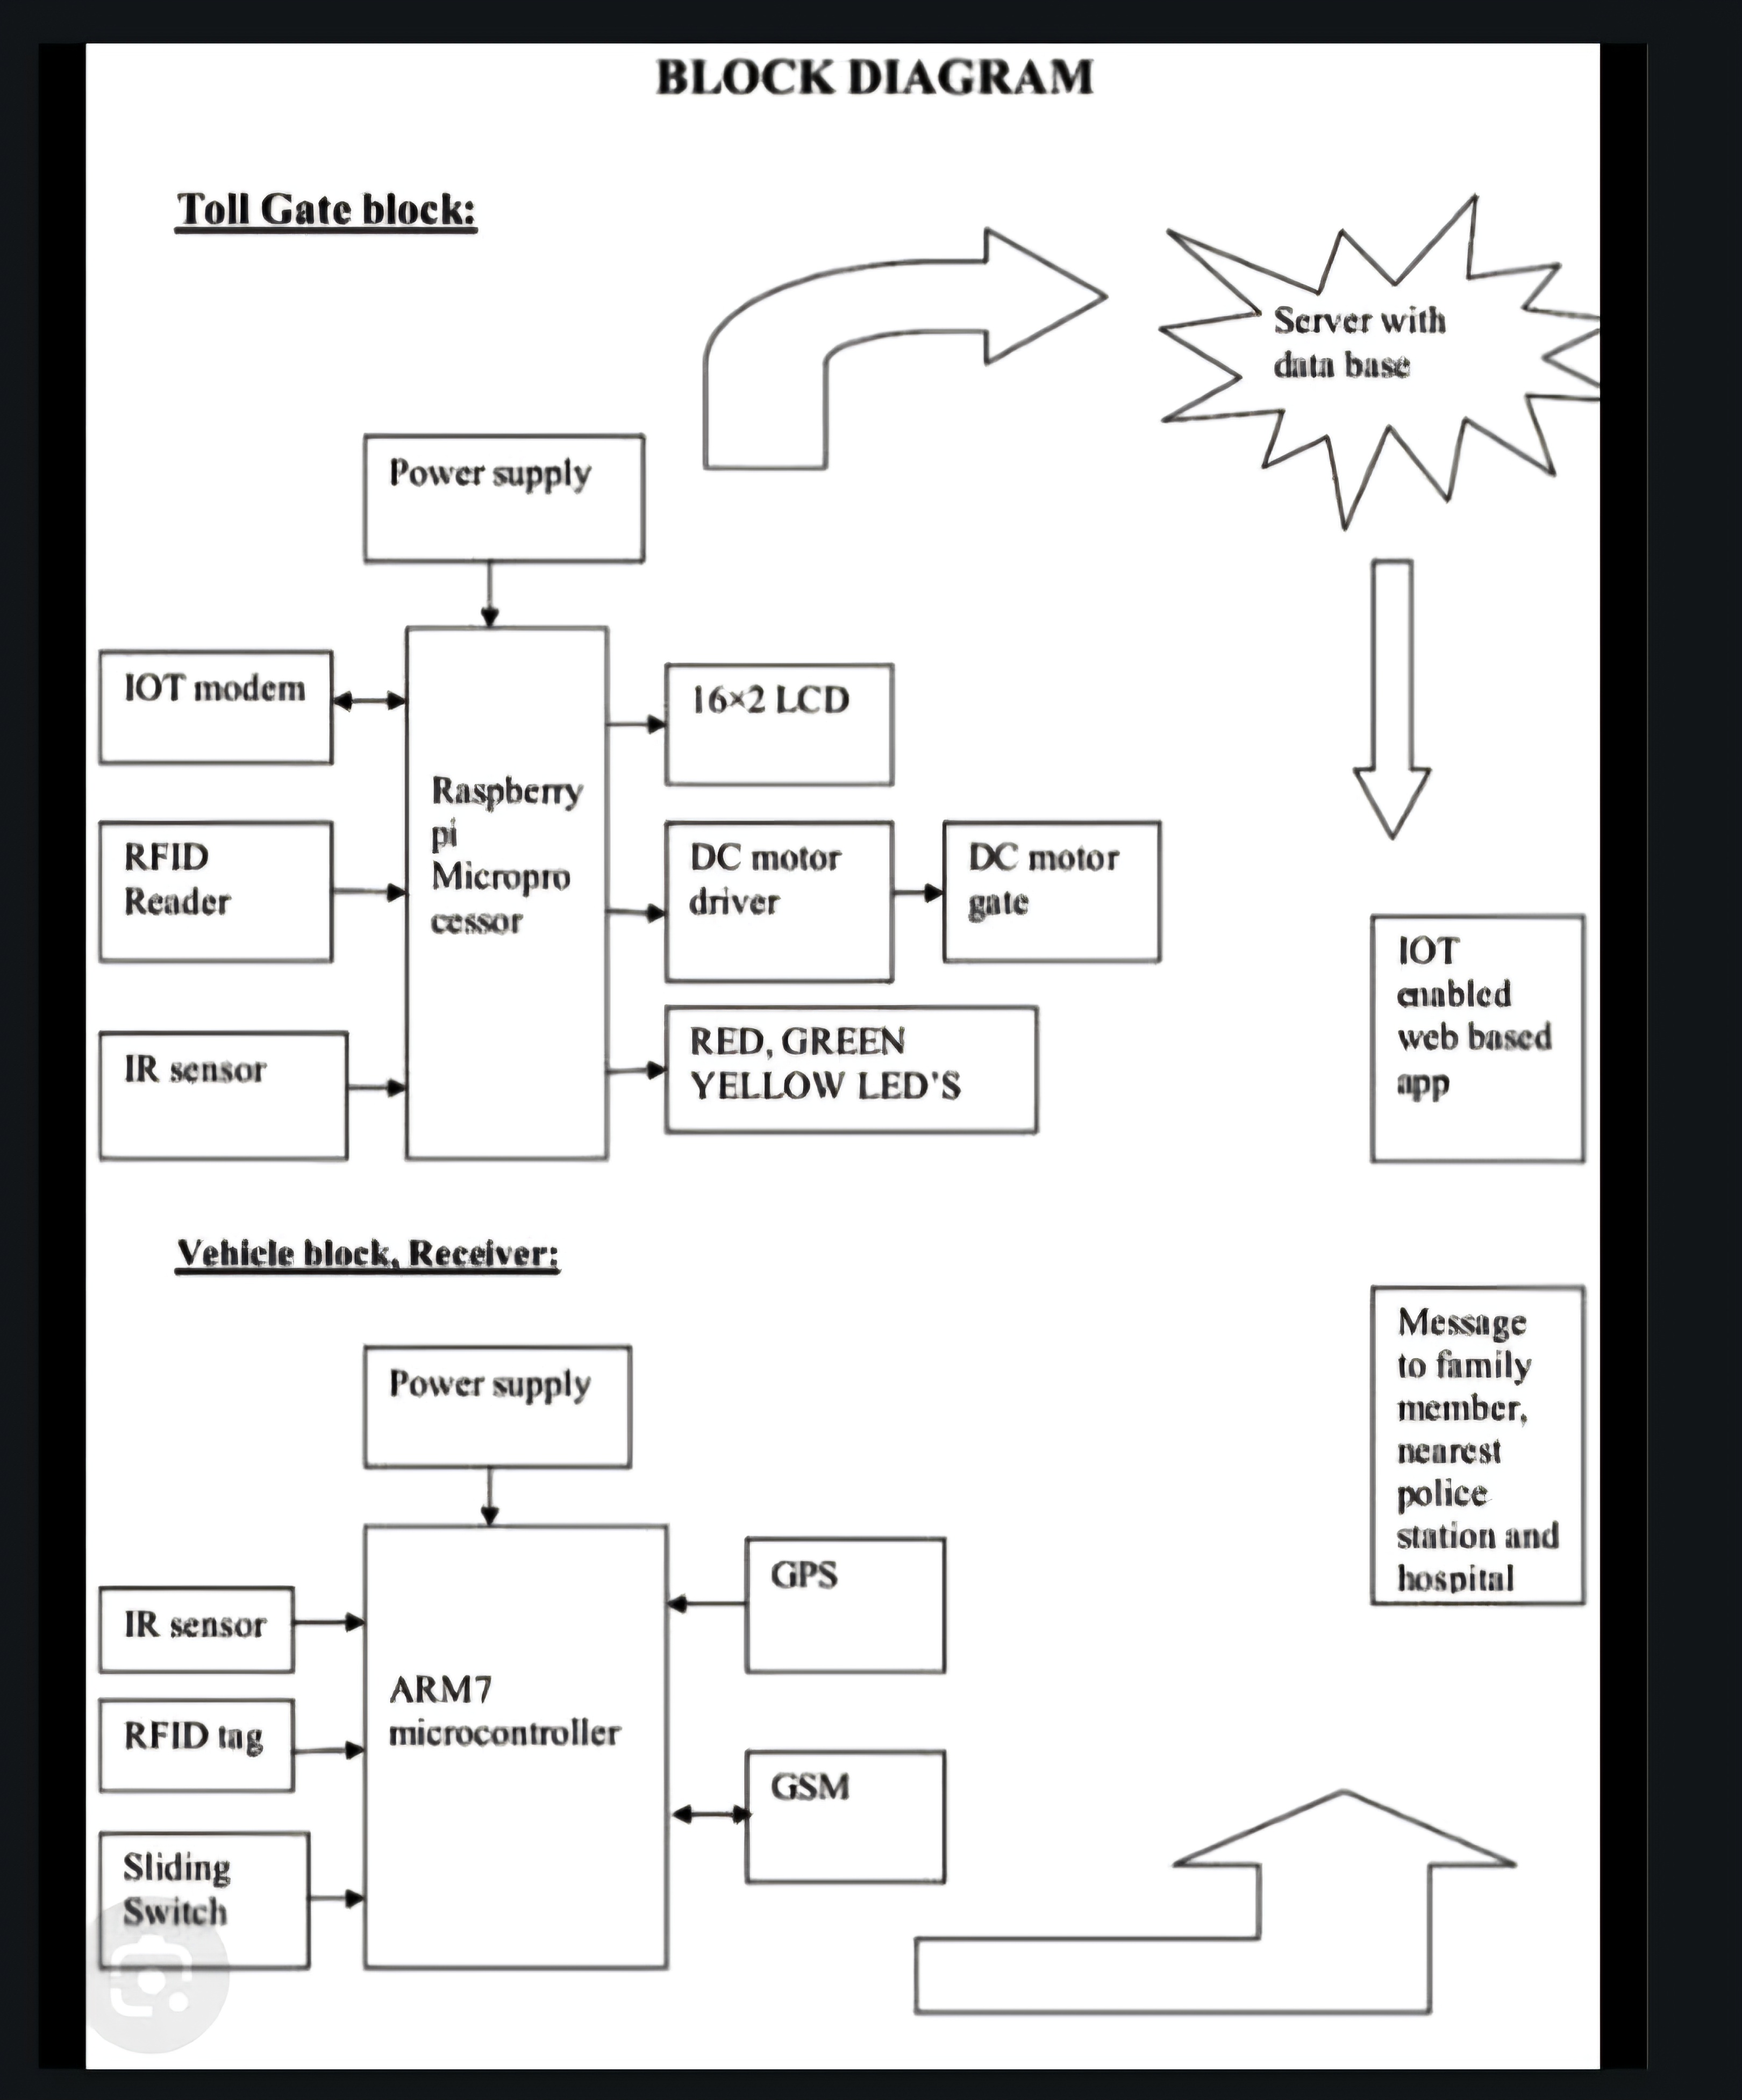 BLOCK DIAGRAM
Toll Gate block:
Server with
data base
Power supply
IOT modem
16×2 LCD
Raspberry
pi
Micropro
cessor
RFID
Reader
DC motor
driver
DC motor
gate
IOT
enabled
web based
app
IR sensor
RED, GREEN
YELLOW LED'S
Vehicle block, Receiver:
Message
to family
member,
nearest
police
station and
hospital
Power supply
GPS
IR sensor
ARM7
microcontroller
RFID tag
GSM
Sliding
Switch